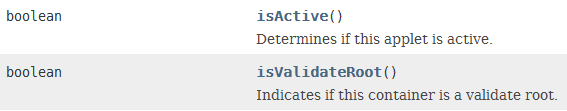 boolean isActive()
Determines if this applet is active.
boolean isValidateRoot()
Indicates if this container is a validate root.